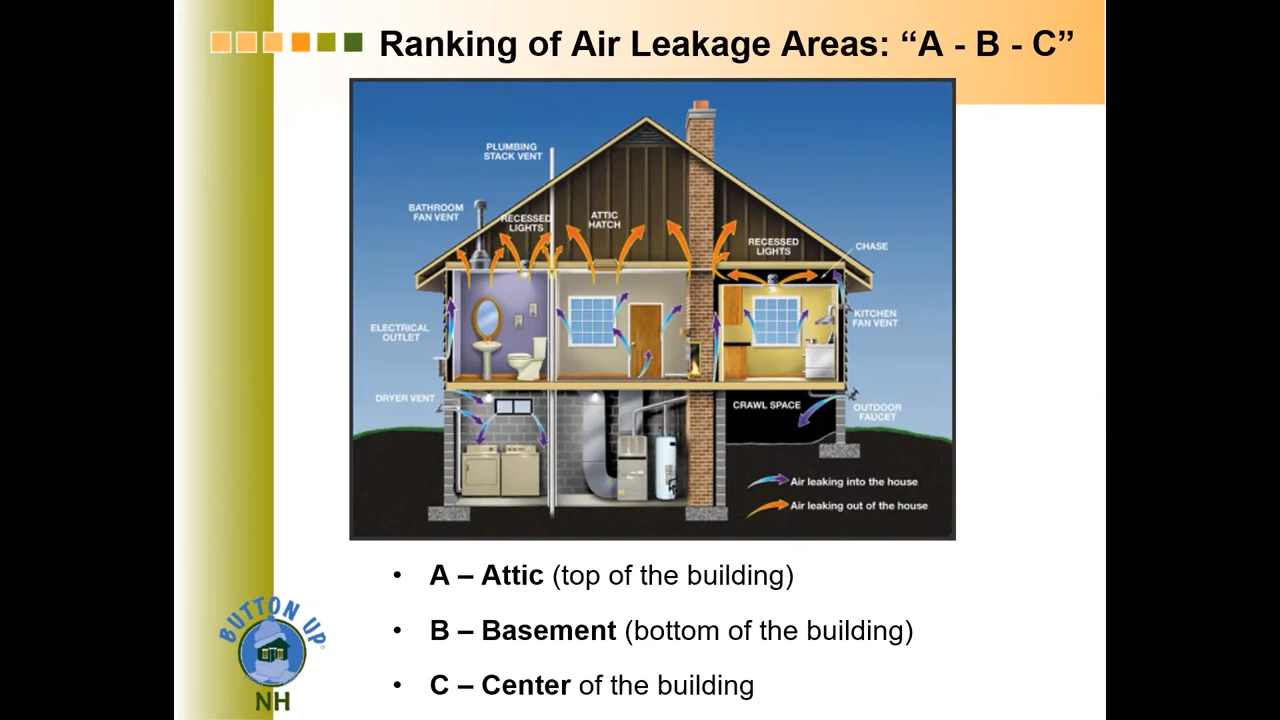 Ranking of Air Leakage Areas: “A - B - C”
PLUMBING
STACK VENT
BATHROOM
FAN VENT
RECESSED
LIGHTS
ATTIC
HATCH
RECESSED
LIGHTS
CHASE
ELECTRICAL
OUTLET
KITCHEN
FAN VENT
DRYER VENT
CRAWL SPACE
OUTDOOR
FAUCET
Air leaking into the house
Air leaking out of the house
• A – Attic (top of the building)
• B – Basement (bottom of the building)
• C – Center of the building
BUTTON UP
NH